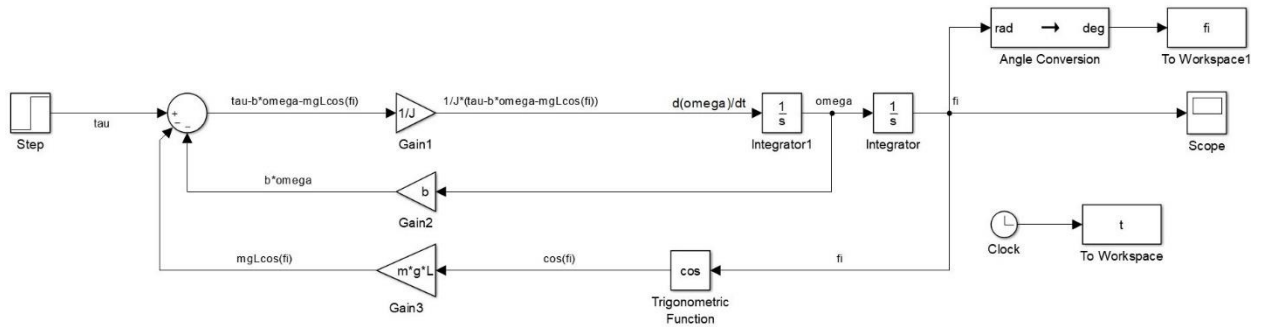 rad → deg
fi
Angle Conversion
To Workspace1
tau-b*omega-mgLcos(fi)
1/J*(tau-b*omega-mgLcos(fi))
d(omega)/dt
omega
fi
+
−
−
1/J
1
s
1
s
tau
Step
Gain1
Integrator1
Integrator
Scope
b*omega
b
Gain2
t
Clock
To Workspace
mgLcos(fi)
m*g*L
cos(fi)
cos
fi
Gain3
Trigonometric
Function